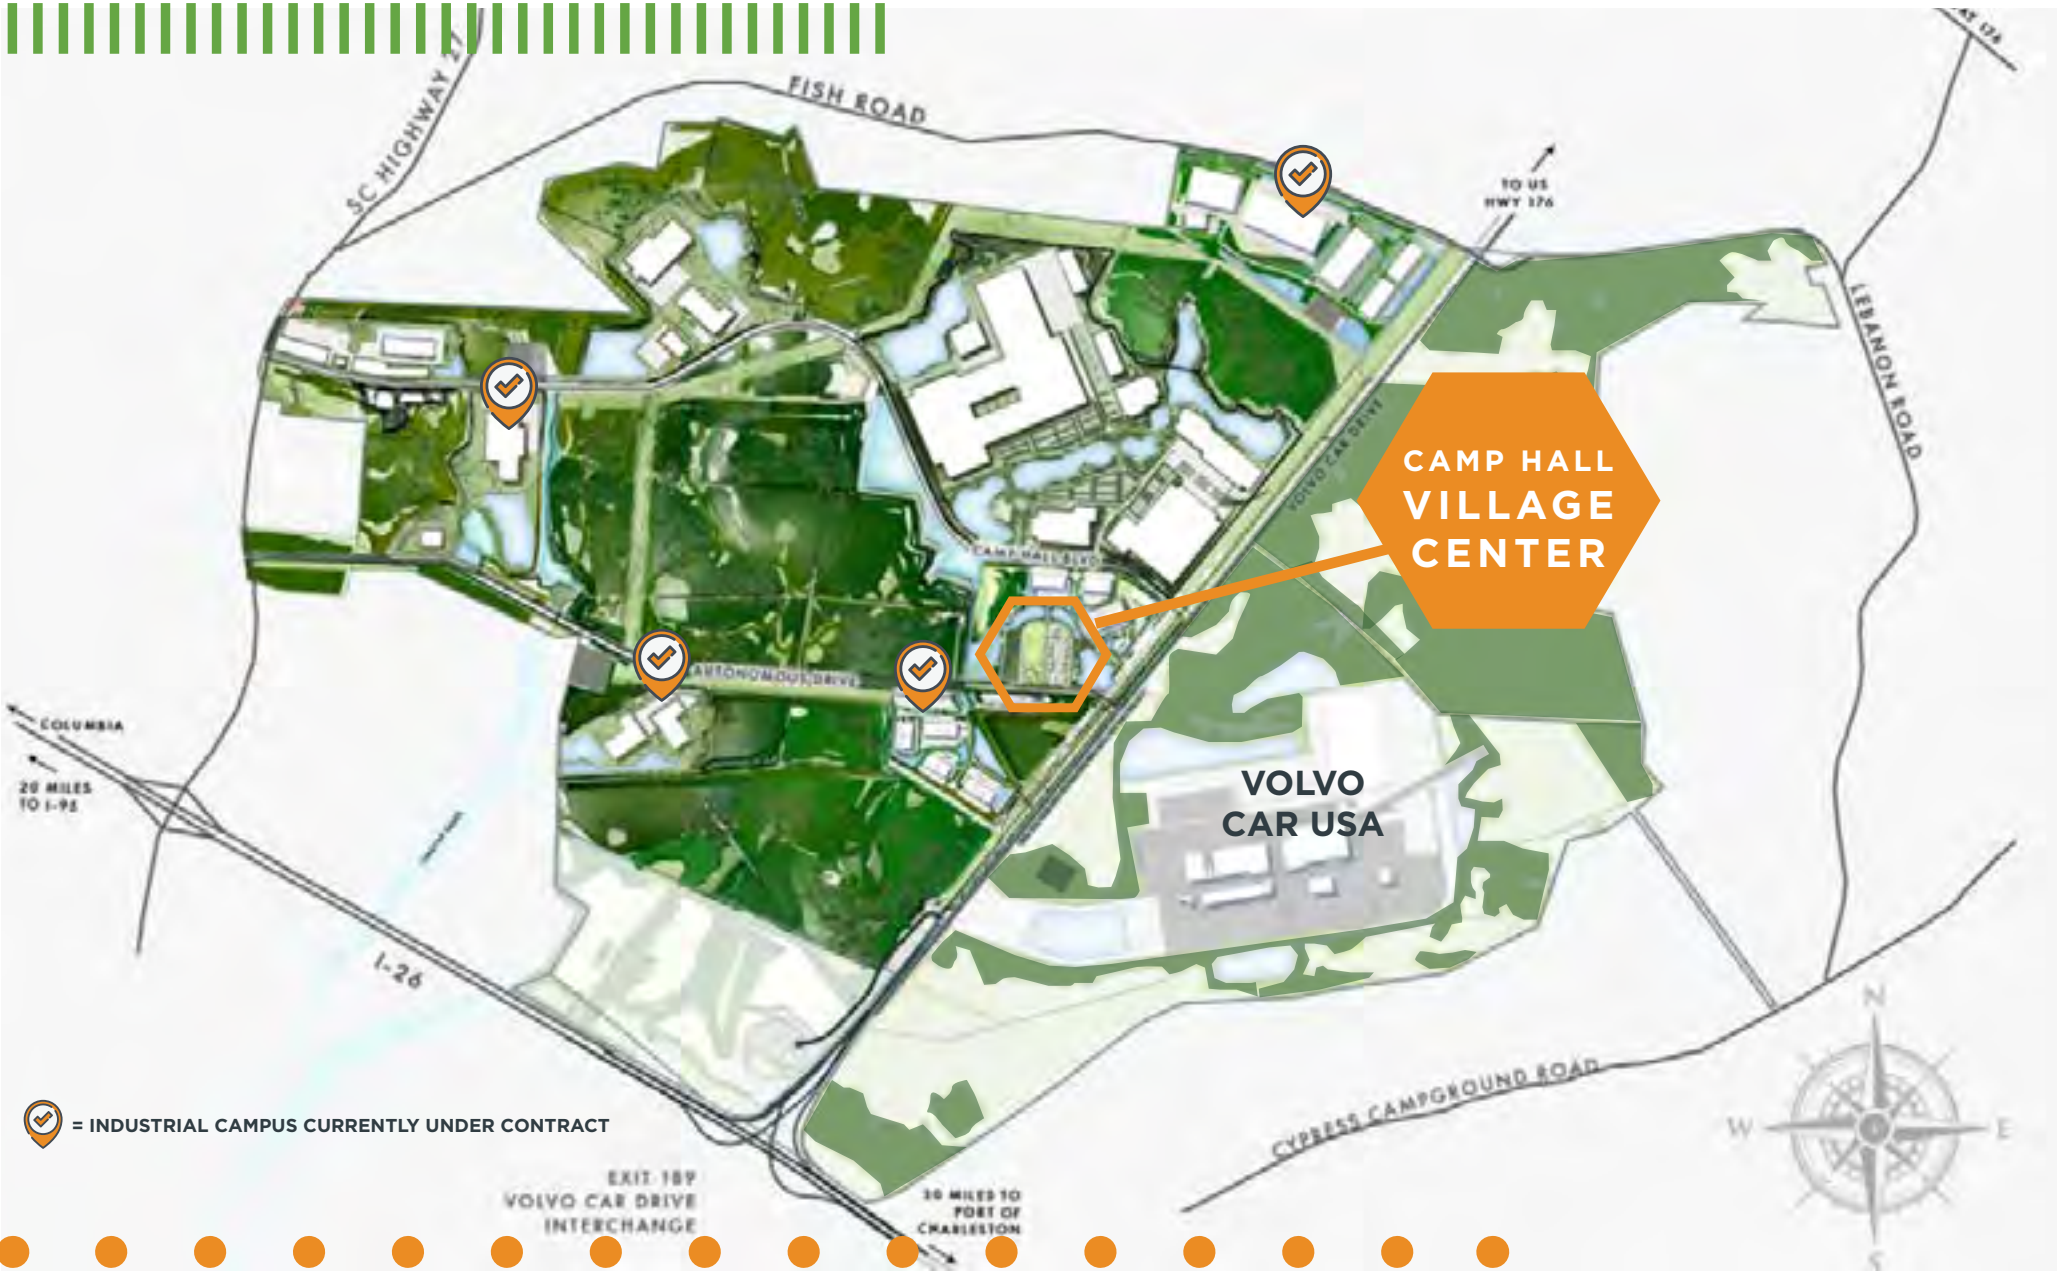 SC HIGHWAY 27
FISH ROAD
TO US
HWY 176
LEBANON ROAD
VOLVO CAR DRIVE
CAMP HALL
VILLAGE
CENTER
CAMP HALL BLVD
AUTONOMOUS DRIVE
COLUMBIA
20 MILES
TO I-95
VOLVO
CAR USA
I-26
CYPRESS CAMPGROUND ROAD
N
W
E
S
= INDUSTRIAL CAMPUS CURRENTLY UNDER CONTRACT
EXIT 189
VOLVO CAR DRIVE
INTERCHANGE
30 MILES TO
PORT OF
CHARLESTON